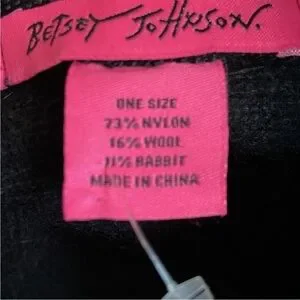 BETSEY JOHNSON.
ONE SIZE
73% NYLON
16% WOOL
11% RABBIT
MADE IN CHINA